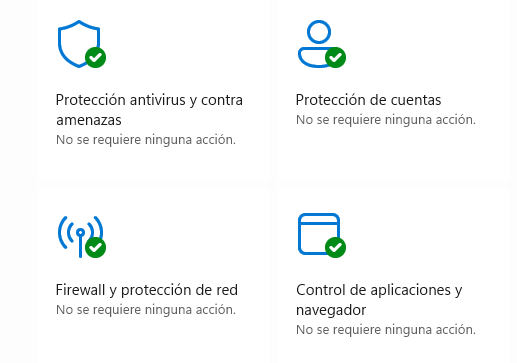 Protección antivirus y contra
amenazas
No se requiere ninguna acción.
Protección de cuentas
No se requiere ninguna acción.
Firewall y protección de red
No se requiere ninguna acción.
Control de aplicaciones y
navegador
No se requiere ninguna acción.